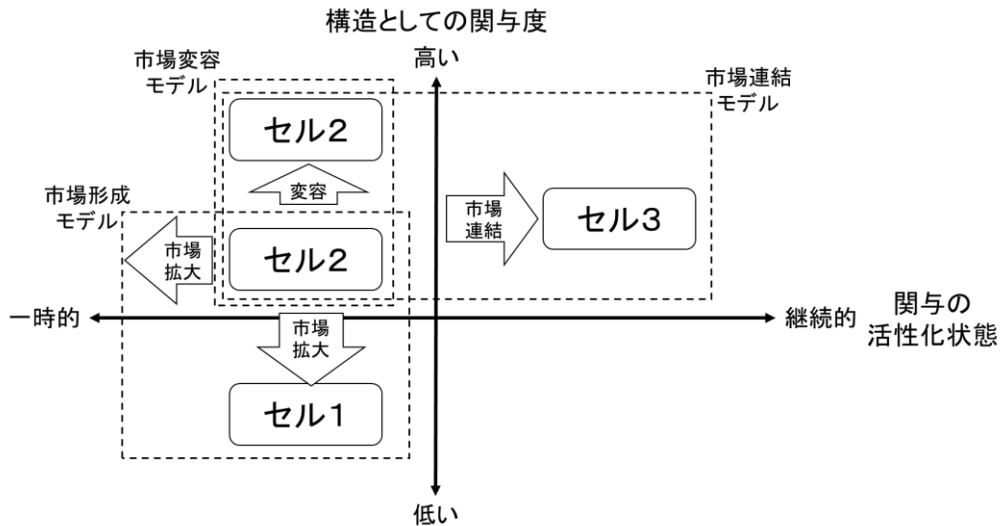 構造としての関与度
高い
市場変容
モデル
市場連結
モデル
セル2
変容
市場形成
モデル
市場
連結
セル3
市場
拡大
セル2
一時的
継続的
関与の
活性化状態
市場
拡大
セル1
低い